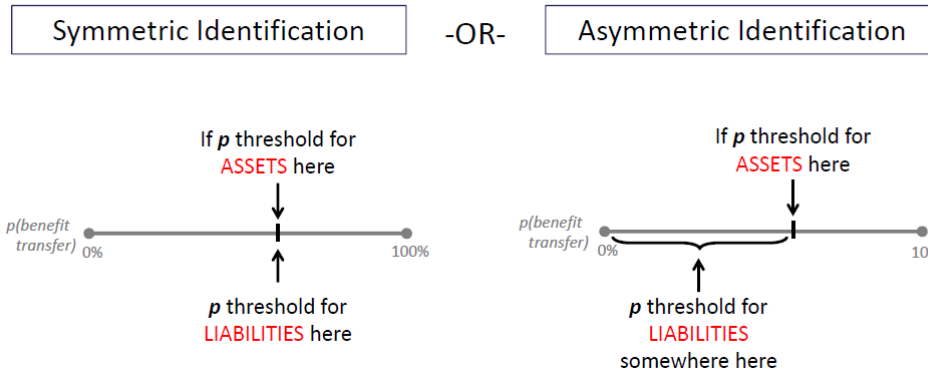 Symmetric Identification
-OR-
Asymmetric Identification
If p threshold for
ASSETS here
p(benefit
transfer)
0%
100%
p threshold for
LIABILITIES here
If p threshold for
ASSETS here
p(benefit
transfer)
0%
10
p threshold for
LIABILITIES
somewhere here